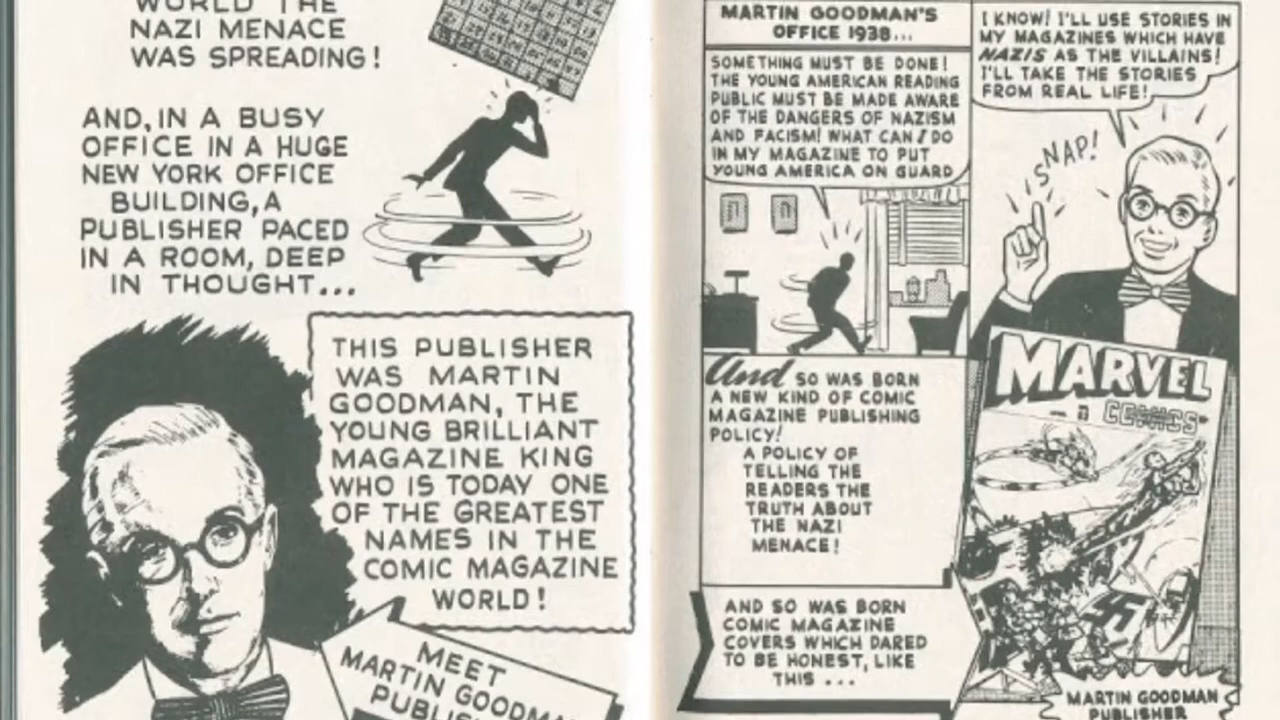 WORLD THE
NAZI MENACE
WAS SPREADING!
AND, IN A BUSY
OFFICE IN A HUGE
NEW YORK OFFICE
BUILDING, A
PUBLISHER PACED
IN A ROOM, DEEP
IN THOUGHT...
THIS PUBLISHER
WAS MARTIN
GOODMAN, THE
YOUNG BRILLIANT
MAGAZINE KING
WHO IS TODAY ONE
OF THE GREATEST
NAMES IN THE
COMIC MAGAZINE
WORLD!
MEET
MARTIN GOODMAN
MARTIN GOODMAN'S
OFFICE 1938...
SOMETHING MUST BE DONE!
THE YOUNG AMERICAN READING
PUBLIC MUST BE MADE AWARE
OF THE DANGERS OF NAZISM
AND FACISM! WHAT CAN I DO
IN MY MAGAZINE TO PUT
YOUNG AMERICA ON GUARD
I KNOW! I'LL USE STORIES IN
MY MAGAZINES WHICH HAVE
NAZIS AS THE VILLAINS!
I'LL TAKE THE STORIES
FROM REAL LIFE!
SNAP!
And SO WAS BORN
A NEW KIND OF COMIC
MAGAZINE PUBLISHING
POLICY!
A POLICY OF
TELLING THE
READERS THE
TRUTH ABOUT
THE NAZI
MENACE!
AND SO WAS BORN
COMIC MAGAZINE
COVERS WHICH DARED
TO BE HONEST, LIKE
THIS...
MARVEL
COMICS
MARTIN GOODMAN
PUBLISHER